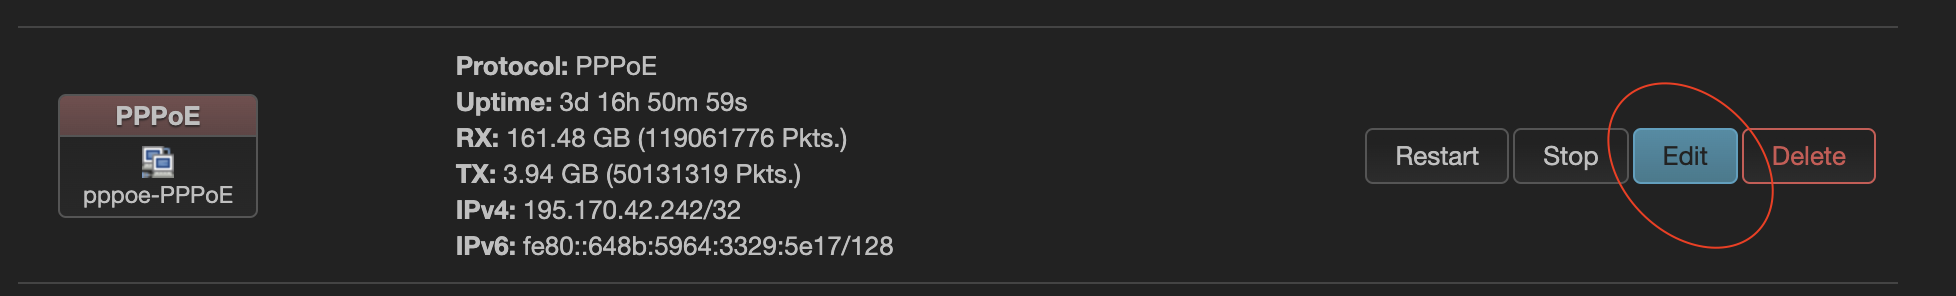 PPPoE
pppoe-PPPoE
Protocol: PPPoE
Uptime: 3d 16h 50m 59s
RX: 161.48 GB (119061776 Pkts.)
TX: 3.94 GB (50131319 Pkts.)
IPv4: 195.170.42.242/32
IPv6: fe80::648b:5964:3329:5e17/128
Restart Stop Edit Delete